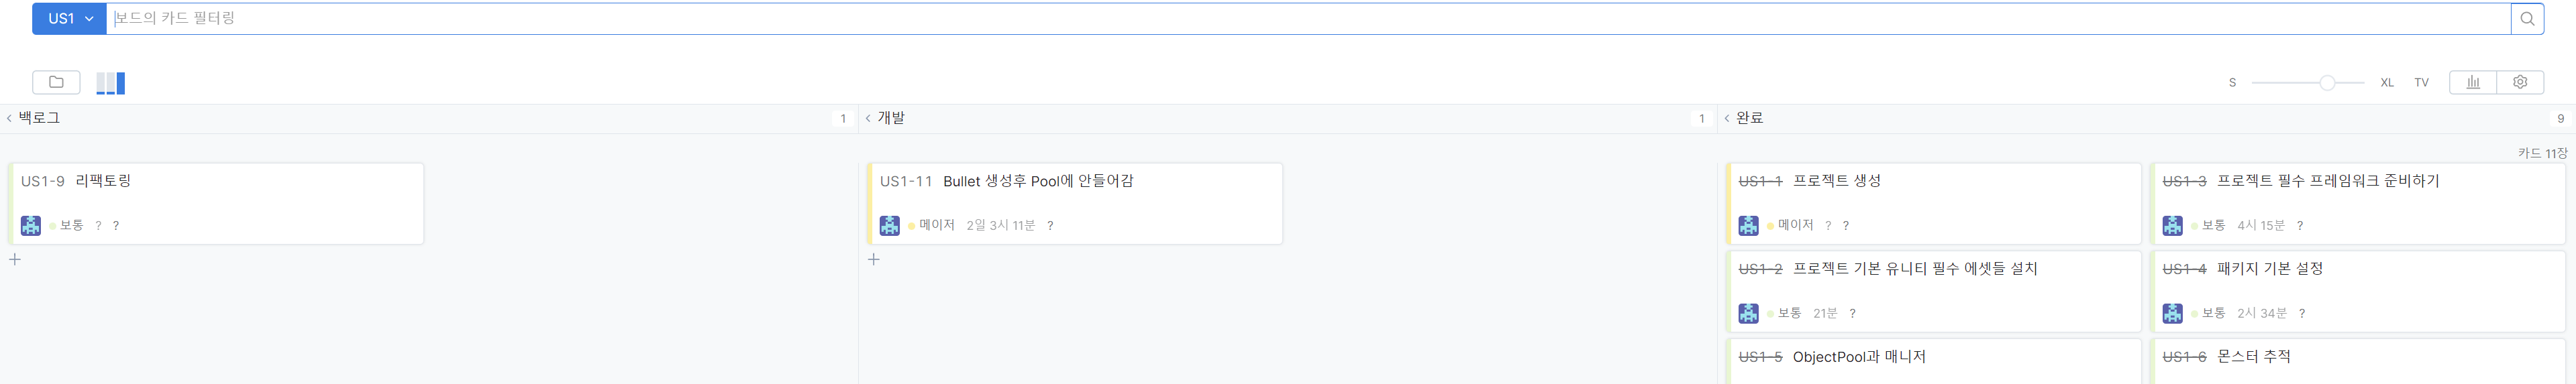 US1 보드의 카드 필터링
S XL TV
백로그 1
개발 1
완료 9
카드 11장
US1-9 리팩토링
보통 ? ?
US1-11 Bullet 생성후 Pool에 안들어감
메이저 2일 3시 11분 ?
US1-1 프로젝트 생성
메이저 ? ?
US1-3 프로젝트 필수 프레임워크 준비하기
보통 4시 15분 ?
US1-2 프로젝트 기본 유니티 필수 에셋들 설치
보통 21분 ?
US1-4 패키지 기본 설정
보통 2시 34분 ?
US1-5 ObjectPool과 매니저
US1-6 몬스터 추적